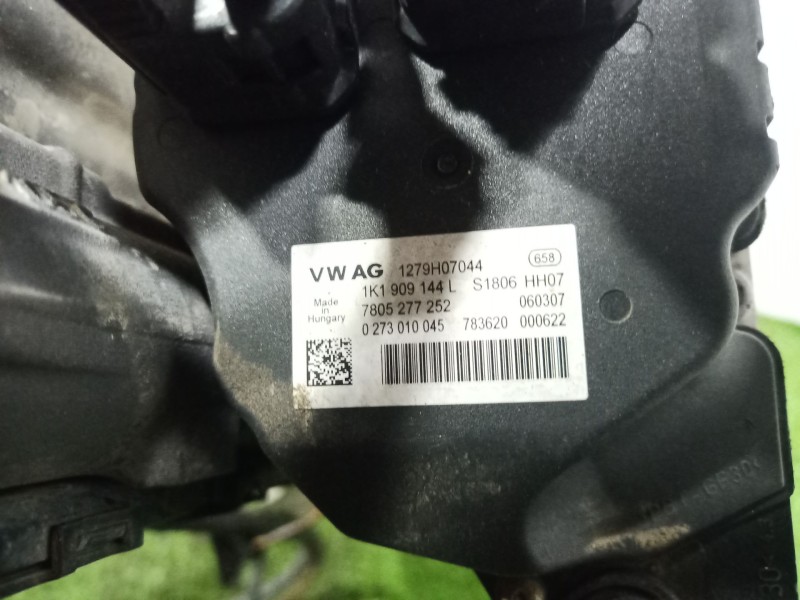 VW AG 1279H07044 658
1K1 909 144 L S1806 HH07
Made in Hungary
7805 277 252 060307
0 273 010 045 783620 000622